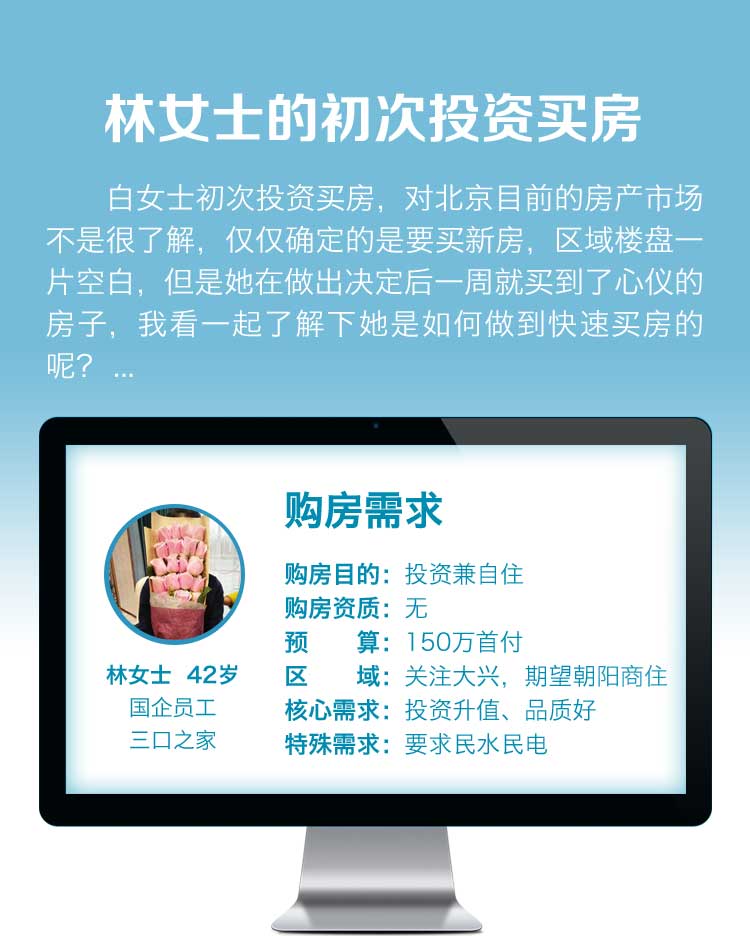 林女士的初次投资买房
白女士初次投资买房，对北京目前的房产市场
不是很了解，仅仅确定的是要买新房，区域楼盘一
片空白，但是她在做出决定后一周就买到了心仪的
房子，我看一起了解下她是如何做到快速买房的
呢？ ...
购房需求
购房目的：投资兼自住
购房资质：无
预　　算：150万首付
区　　域：关注大兴，期望朝阳商住
核心需求：投资升值、品质好
特殊需求：要求民水民电
林女士 42岁
国企员工
三口之家